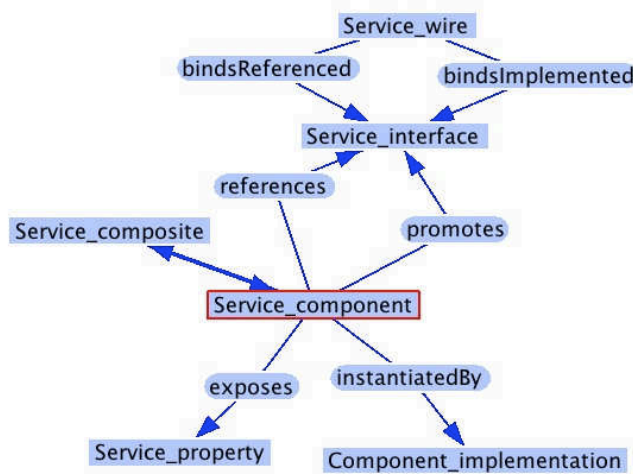 Service_wire
bindsReferenced
bindsImplemented
Service_interface
references
Service_composite
promotes
Service_component
exposes
instantiatedBy
Service_property
Component_implementation